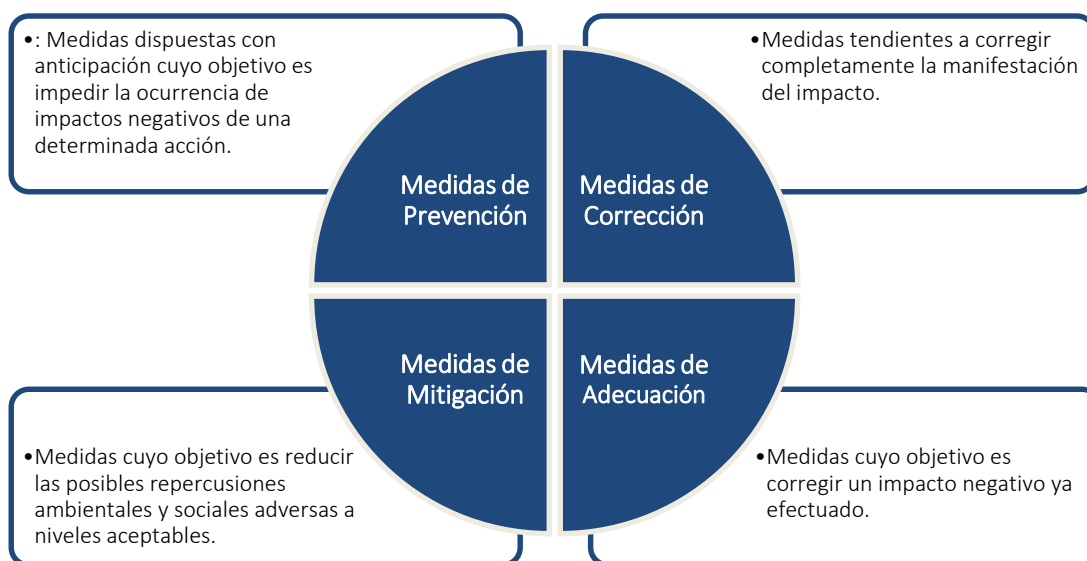 •: Medidas dispuestas con
anticipación cuyo objetivo es
impedir la ocurrencia de
impactos negativos de una
determinada acción.
•Medidas tendientes a corregir
completamente la manifestación
del impacto.
Medidas de
Prevención
Medidas de
Corrección
Medidas de
Mitigación
Medidas de
Adecuación
•Medidas cuyo objetivo es reducir
las posibles repercusiones
ambientales y sociales adversas a
niveles aceptables.
•Medidas cuyo objetivo es
corregir un impacto negativo ya
efectuado.